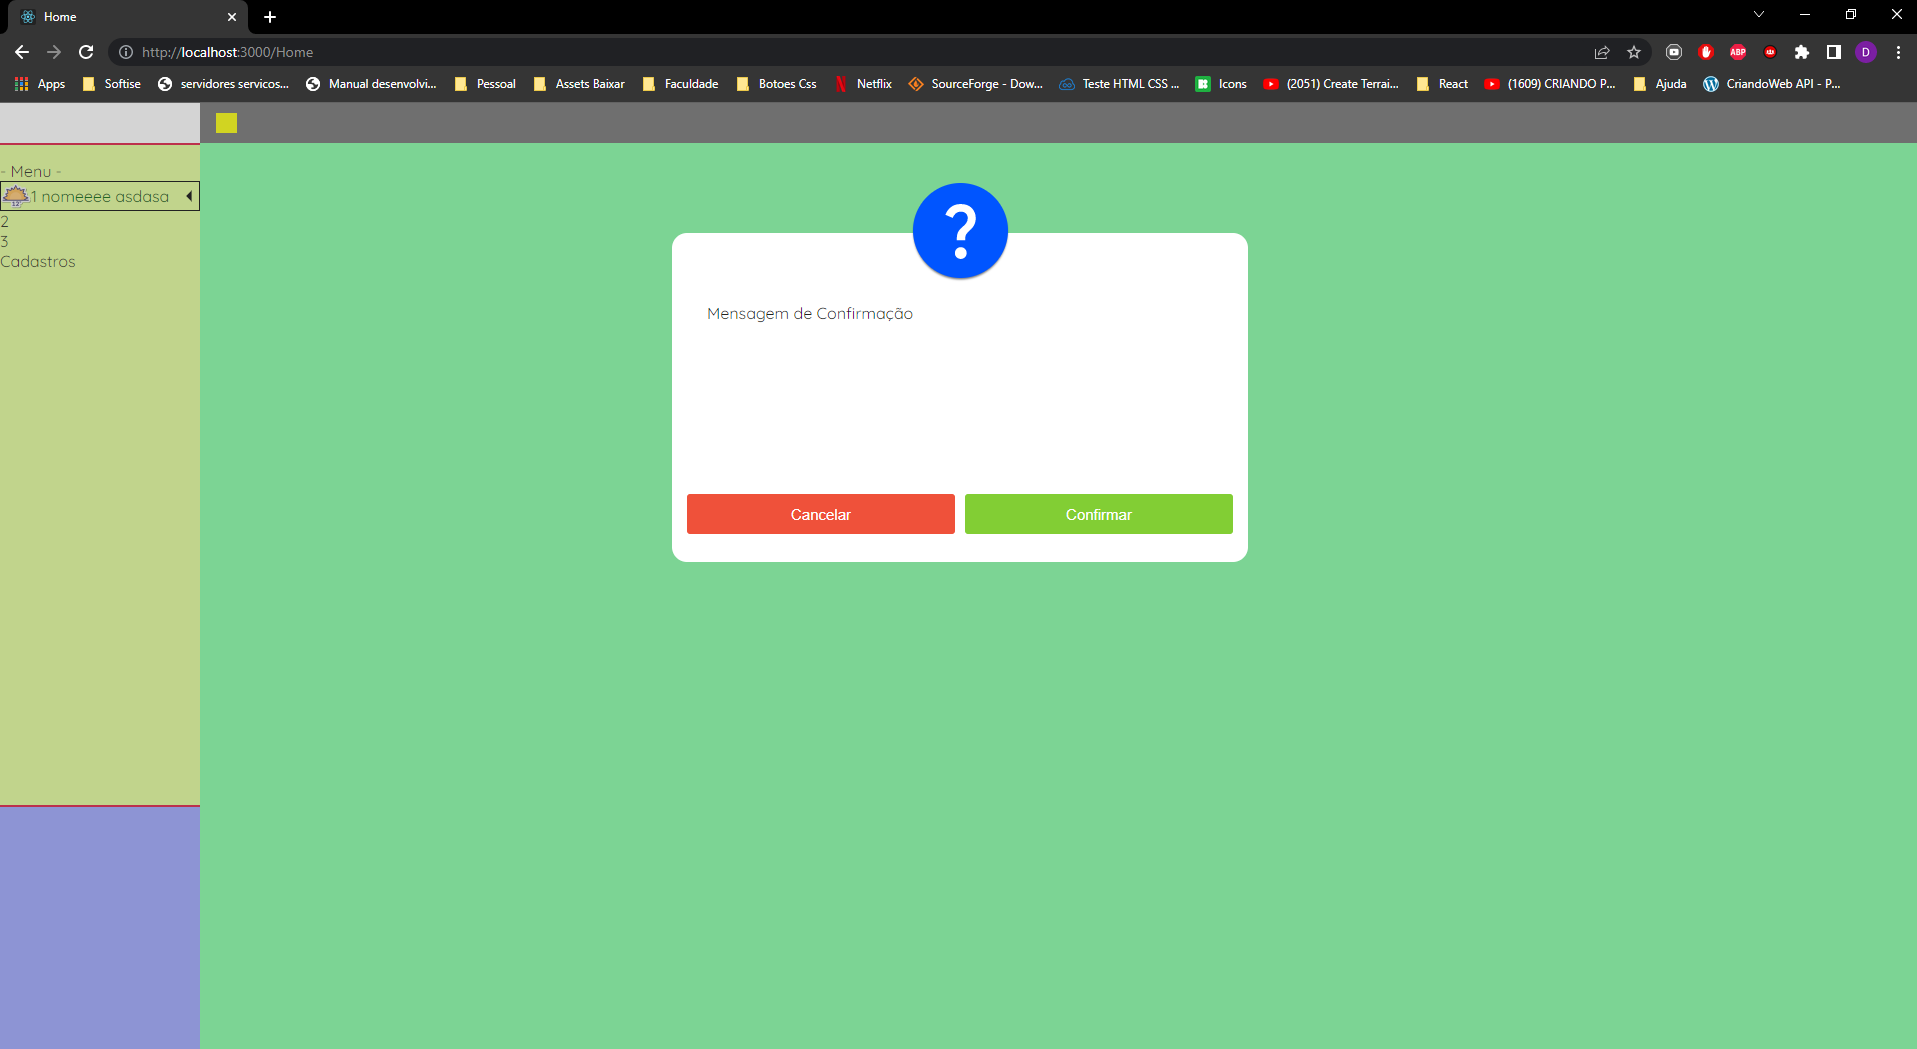 Home
http://localhost:3000/Home
ABP
D
Apps
Softise
servidores servicos...
Manual desenvolvi...
Pessoal
Assets Baixar
Faculdade
Botoes Css
Netflix
SourceForge - Dow...
Teste HTML CSS ...
Icons
(2051) Create Terrai...
React
(1609) CRIANDO P...
Ajuda
CriandoWeb API - P...
- Menu -
12
1 nomeeee asdasa
2
3
Cadastros
?
Mensagem de Confirmação
Cancelar
Confirmar